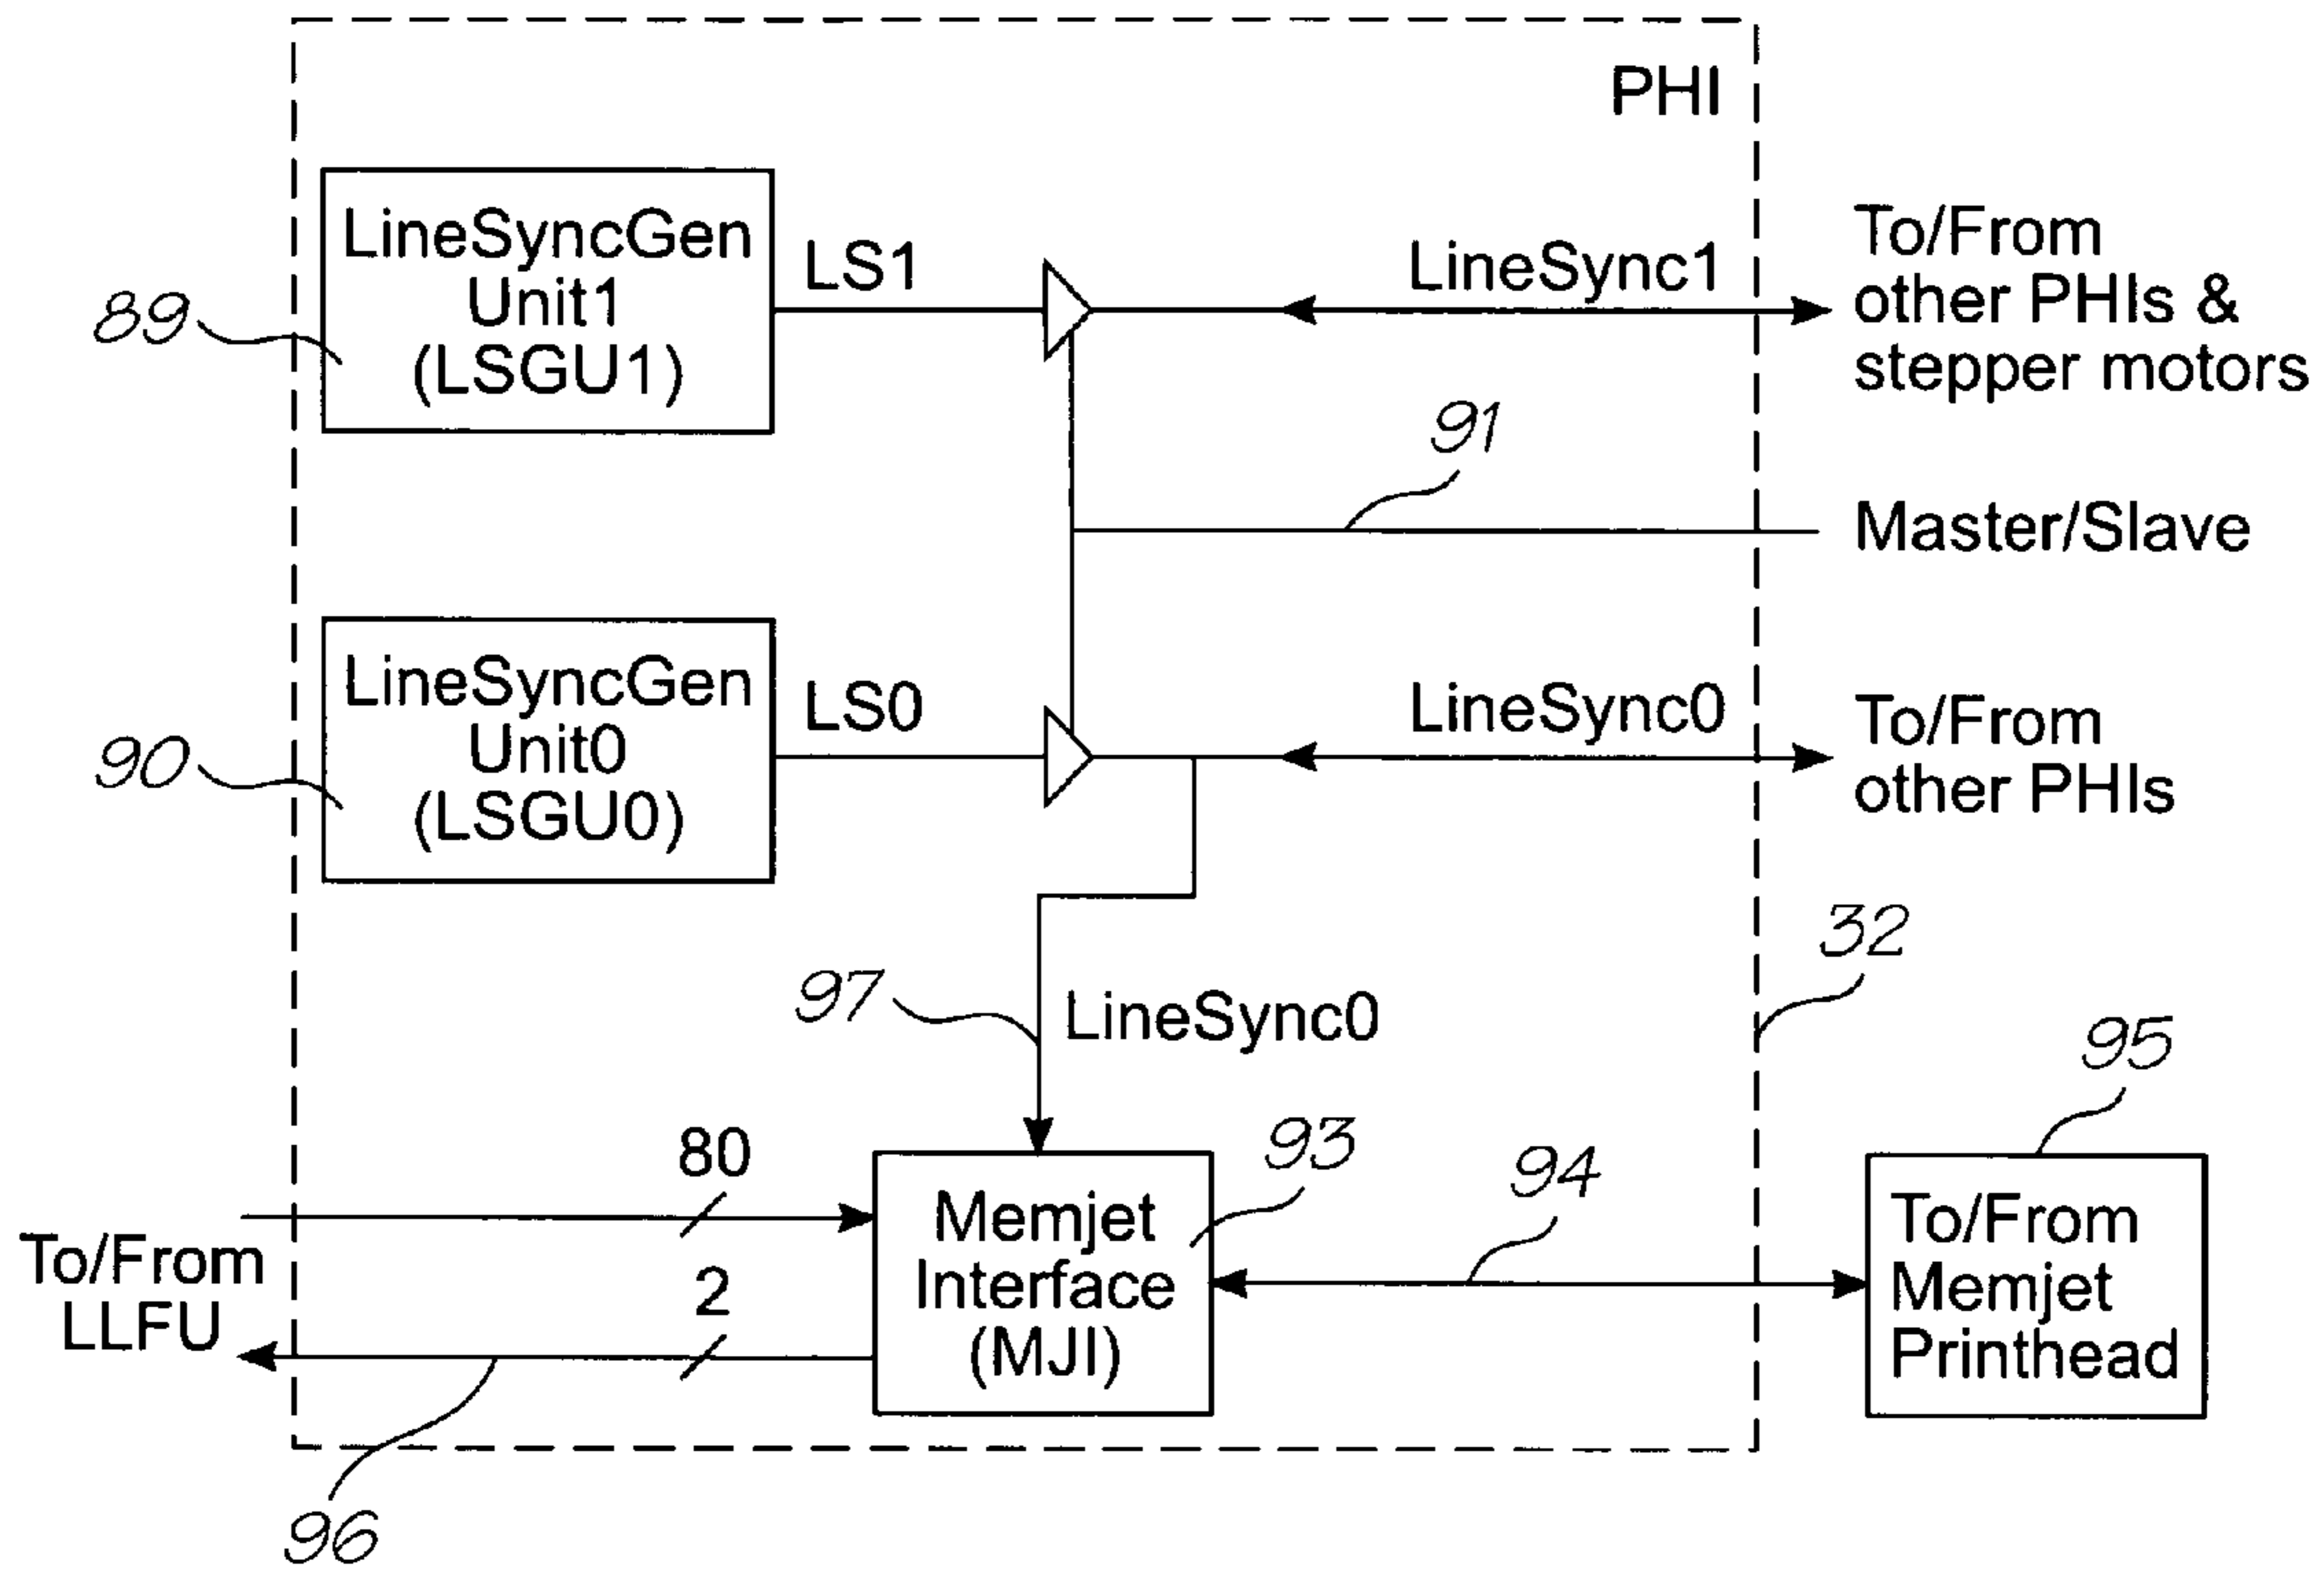 PHI
LineSyncGen
Unit1
(LSGU1)
89
LS1
LineSync1
To/From
other PHIs &
stepper motors
91
Master/Slave
LineSyncGen
Unit0
(LSGU0)
90
LS0
LineSync0
To/From
other PHIs
32
97
LineSync0
95
80
93
94
2
To/From
LLFU
Memjet
Interface
(MJI)
To/From
Memjet
Printhead
96